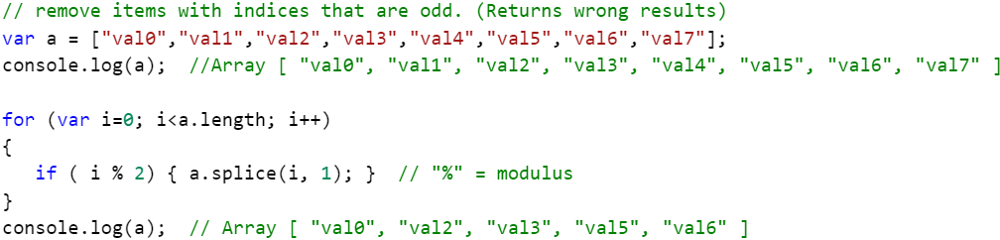 // remove items with indices that are odd. (Returns wrong results)
var a = ["val0","val1","val2","val3","val4","val5","val6","val7"];
console.log(a);  //Array [ "val0", "val1", "val2", "val3", "val4", "val5", "val6", "val7" ]

for (var i=0; i<a.length; i++)
{
   if ( i % 2) { a.splice(i, 1); }  // "%" = modulus
}
console.log(a);  // Array [ "val0", "val2", "val3", "val5", "val6" ]